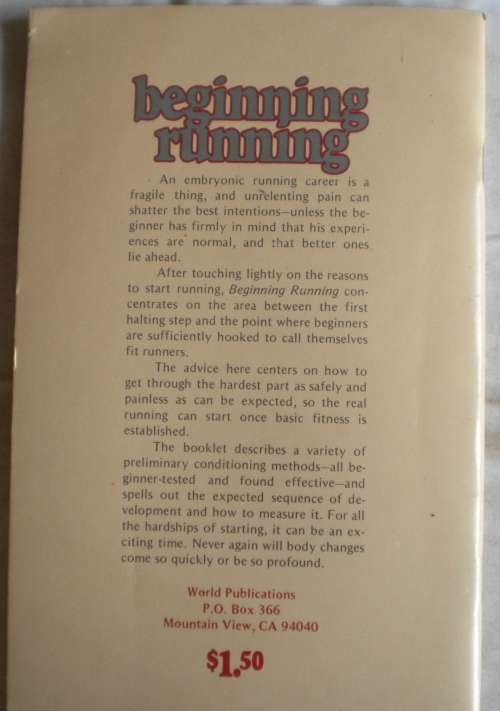 beginning
running
An embryonic running career is a
fragile thing, and unrelenting pain can
shatter the best intentions—unless the be-
ginner has firmly in mind that his experi-
ences are normal, and that better ones
lie ahead.
After touching lightly on the reasons
to start running, Beginning Running con-
centrates on the area between the first
halting step and the point where beginners
are sufficiently hooked to call themselves
fit runners.
The advice here centers on how to
get through the hardest part as safely and
painless as can be expected, so the real
running can start once basic fitness is
established.
The booklet describes a variety of
preliminary conditioning methods—all be-
ginner-tested and found effective—and
spells out the expected sequence of de-
velopment and how to measure it. For all
the hardships of starting, it can be an ex-
citing time. Never again will body changes
come so quickly or be so profound.
World Publications
P.O. Box 366
Mountain View, CA 94040
$1.50